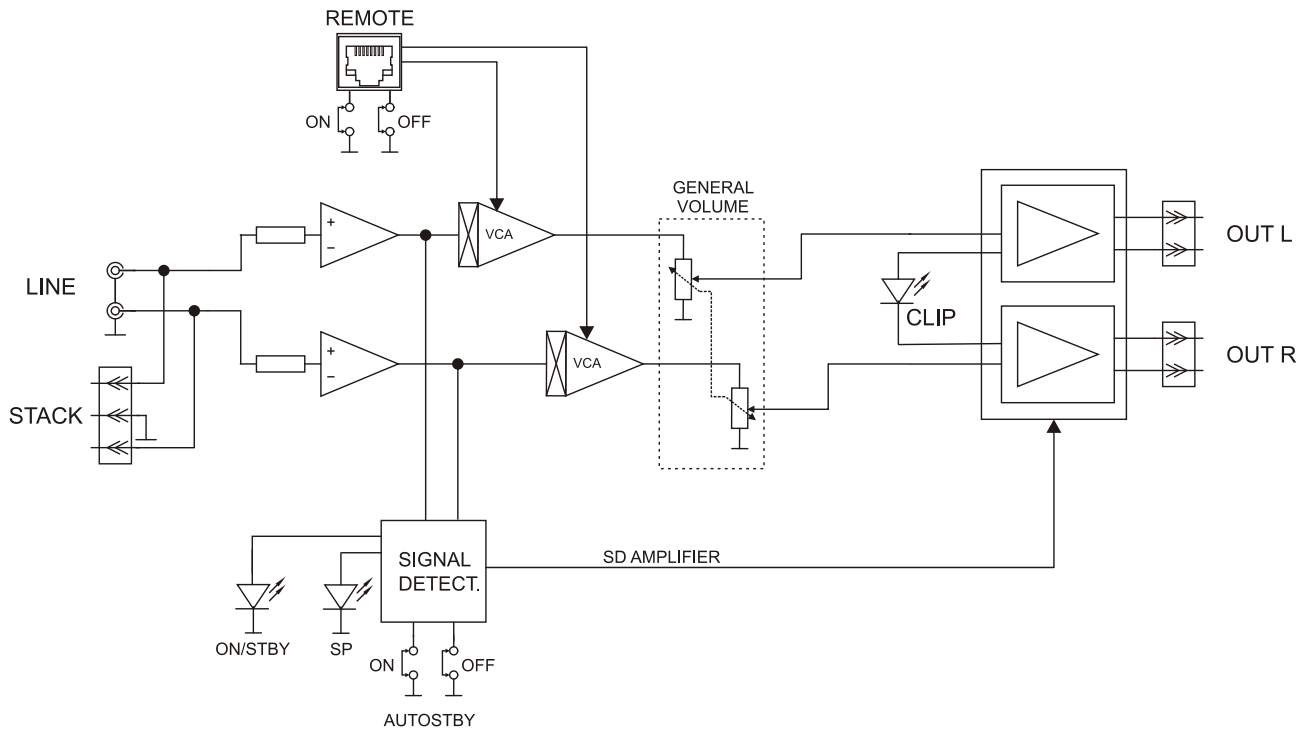 REMOTE
ON
OFF
GENERAL
VOLUME
+
−
VCA
OUT L
LINE
CLIP
+
−
VCA
OUT R
STACK
SIGNAL
DETECT.
SD AMPLIFIER
ON/STBY
SP
ON
OFF
AUTOSTBY